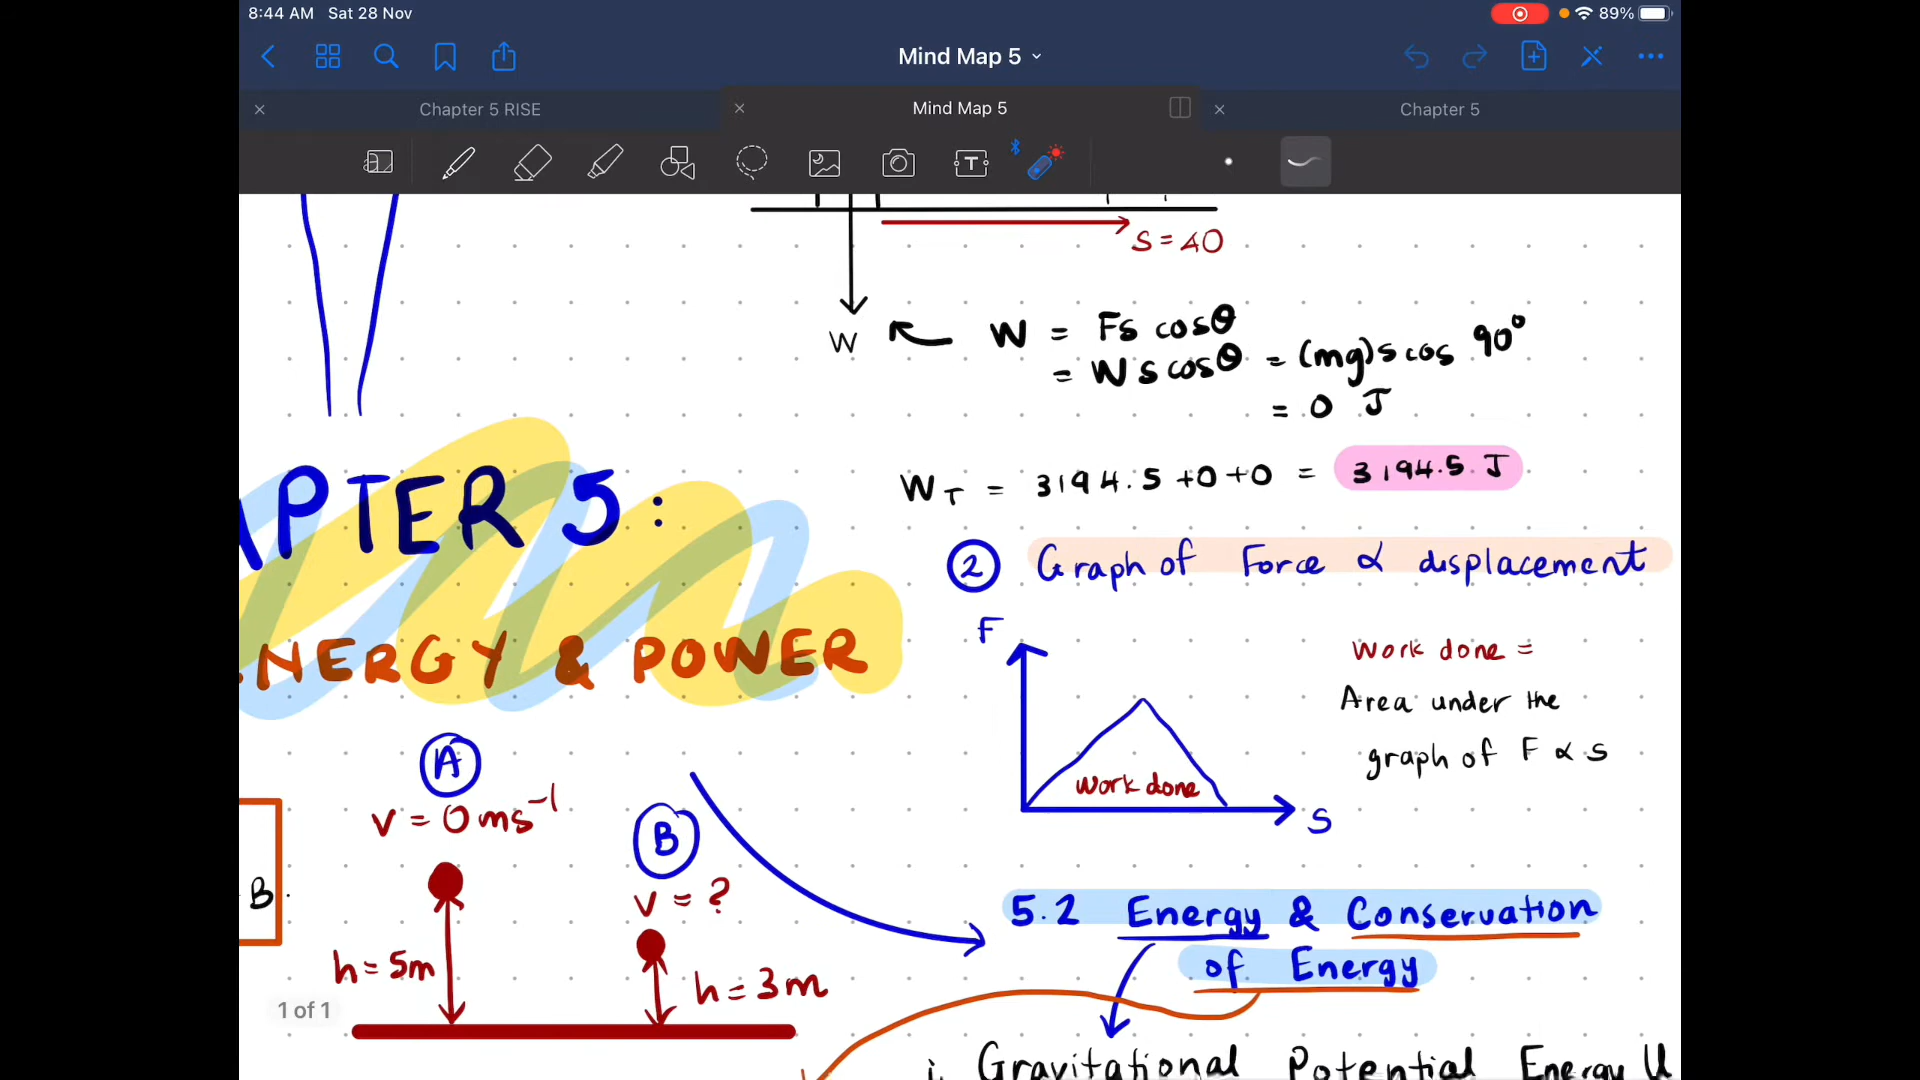 8:44 AM Sat 28 Nov
89%
Mind Map 5
Chapter 5 RISE
Mind Map 5
Chapter 5
T
S = 40
W
W = Fs cosθ
= W s cosθ = (mg)s cos 90°
= 0 J
W_T = 3194.5 + 0 + 0 = 3194.5 J
APTER 5:
NERGY & POWER
2 Graph of Force α displacement
F
Work done
S
Work done =
Area under the
graph of F α s
A
v = 0 ms⁻¹
B
v = ?
h = 5m
h = 3m
B
1 of 1
5.2 Energy & Conservation
of Energy
i. Gravitational Potential Energy U